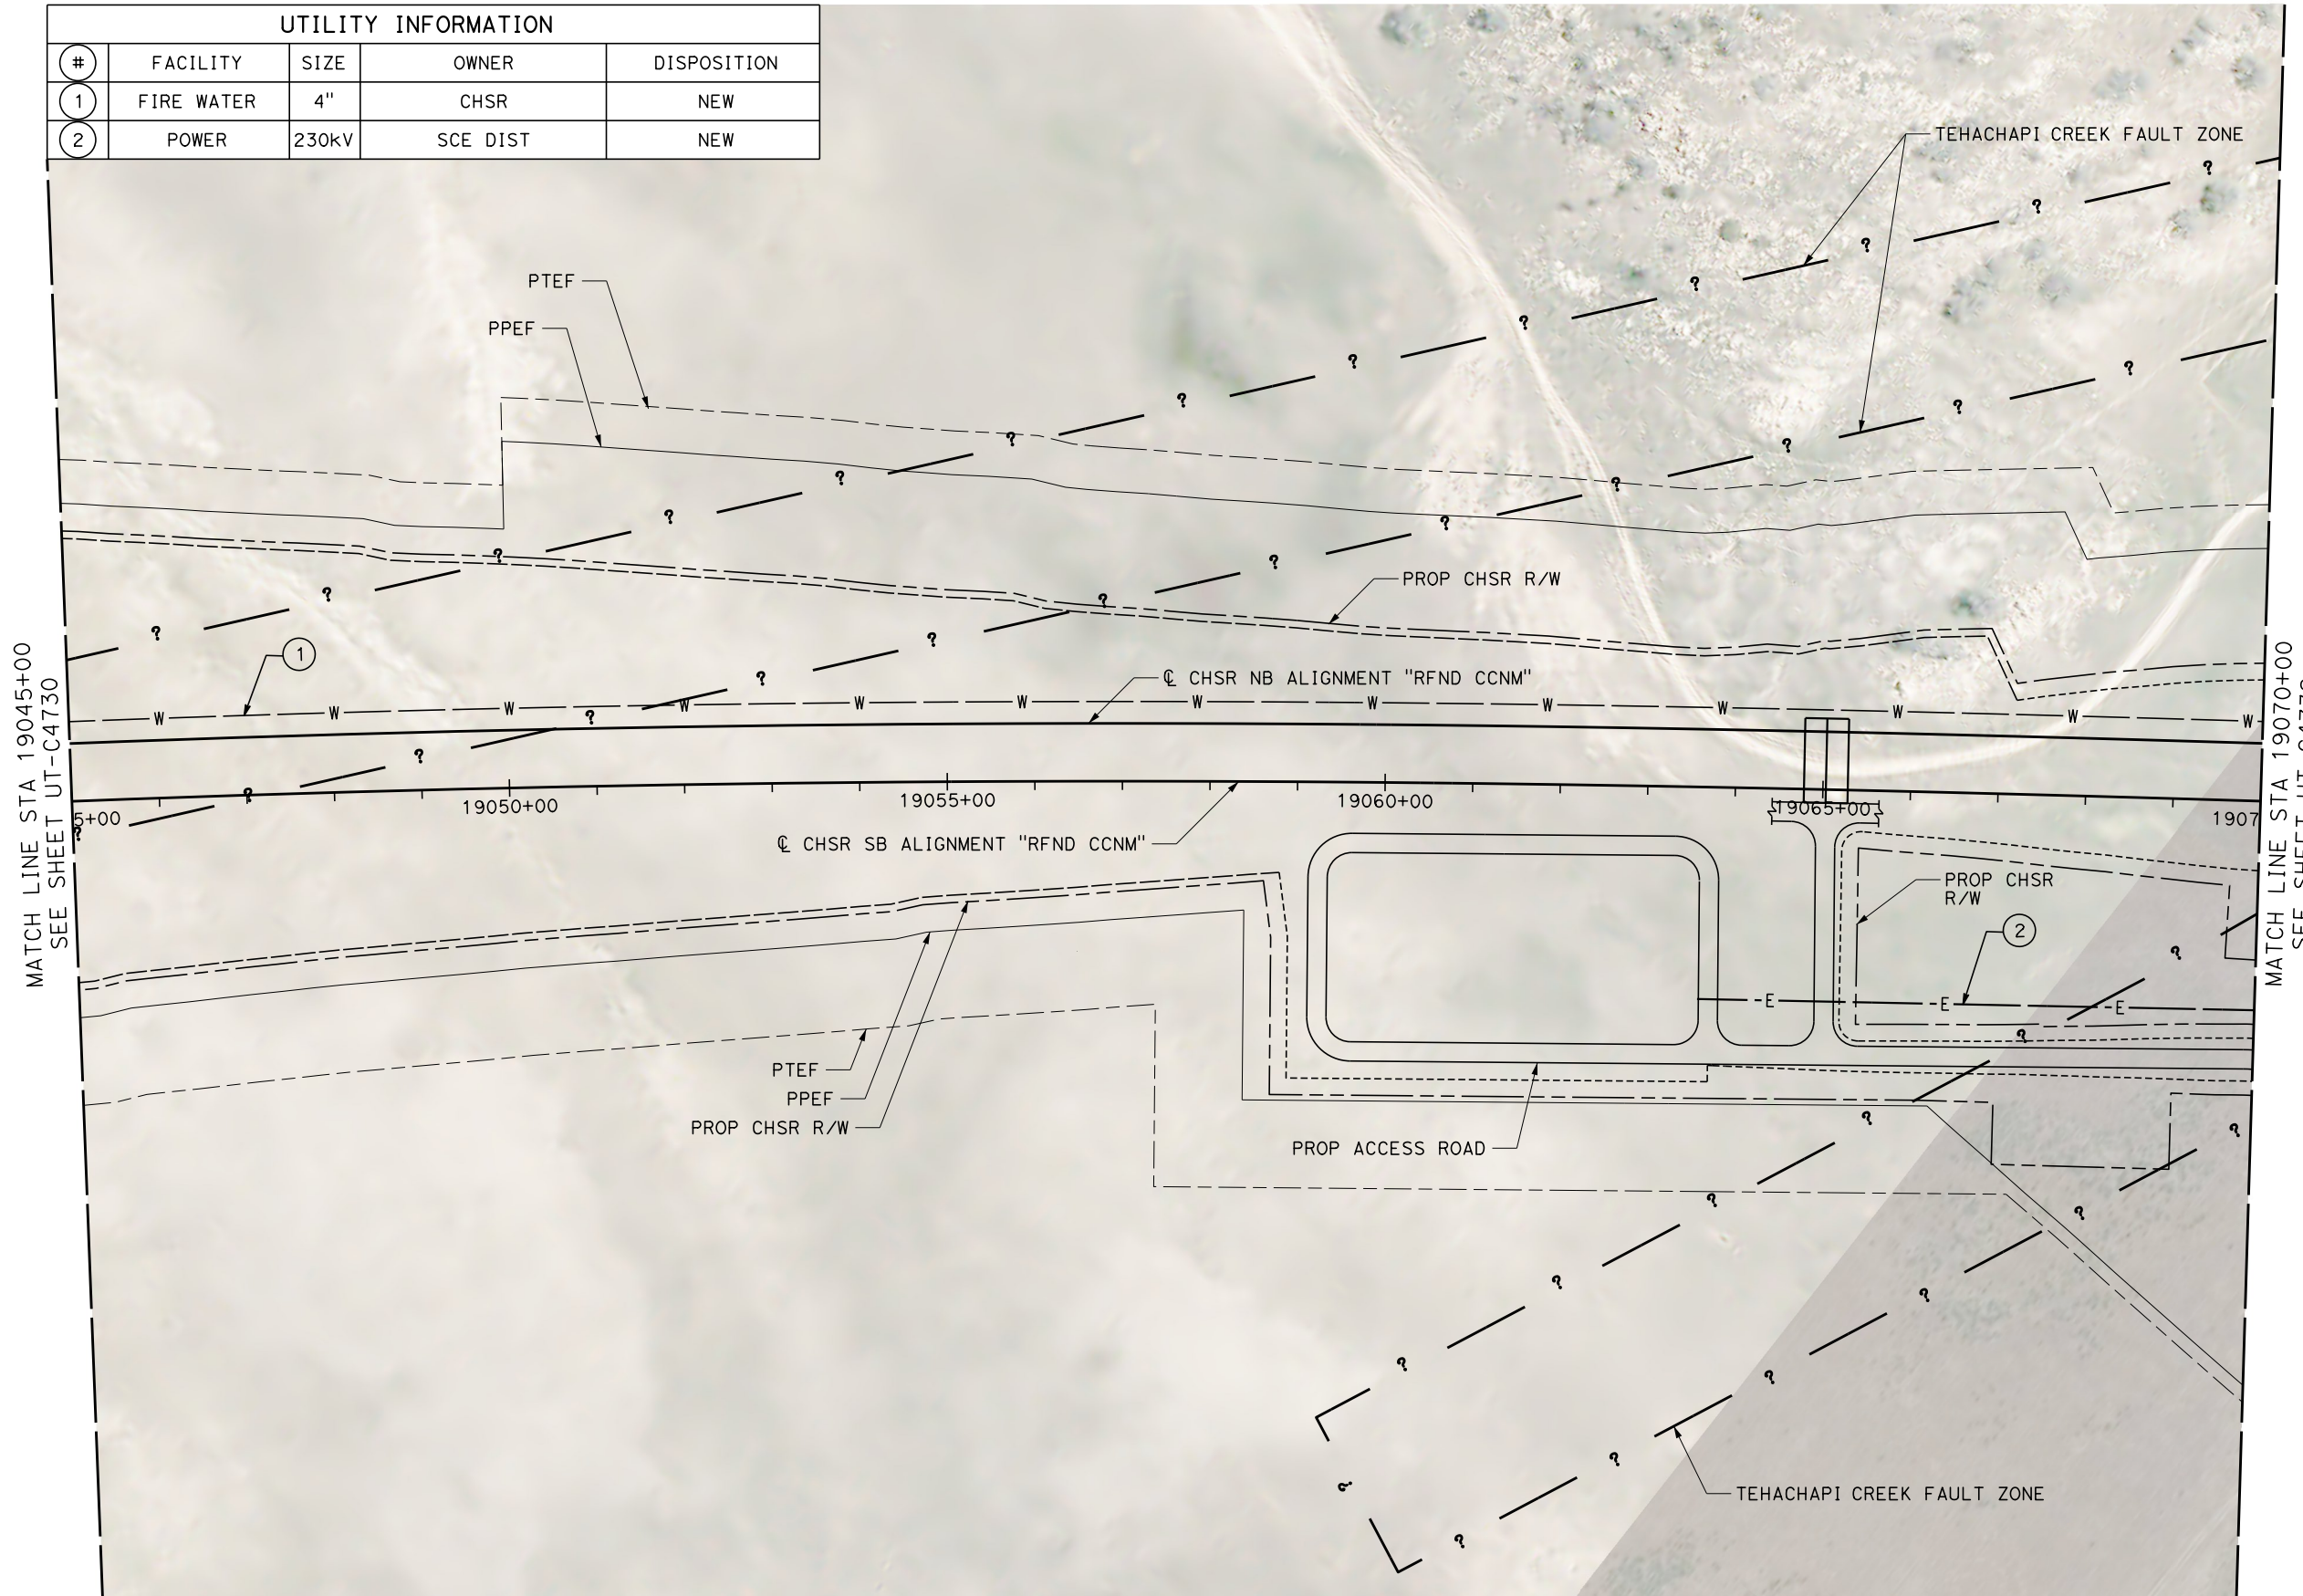 UTILITY INFORMATION
# FACILITY SIZE OWNER DISPOSITION
1 FIRE WATER 4" CHSR NEW
2 POWER 230kV SCE DIST NEW
TEHACHAPI CREEK FAULT ZONE
PTEF
PPEF
PROP CHSR R/W
1
℄ CHSR NB ALIGNMENT "RFND CCNM"
W W W W W W W W W W W W W
MATCH LINE STA 19045+00
SEE SHEET UT-C4730
5+00 19050+00 19055+00 19060+00 19065+00 1907
℄ CHSR SB ALIGNMENT "RFND CCNM"
MATCH LINE STA 19070+00
SEE SHEET
PROP CHSR
R/W
2
E E E
PTEF
PPEF
PROP CHSR R/W
PROP ACCESS ROAD
TEHACHAPI CREEK FAULT ZONE